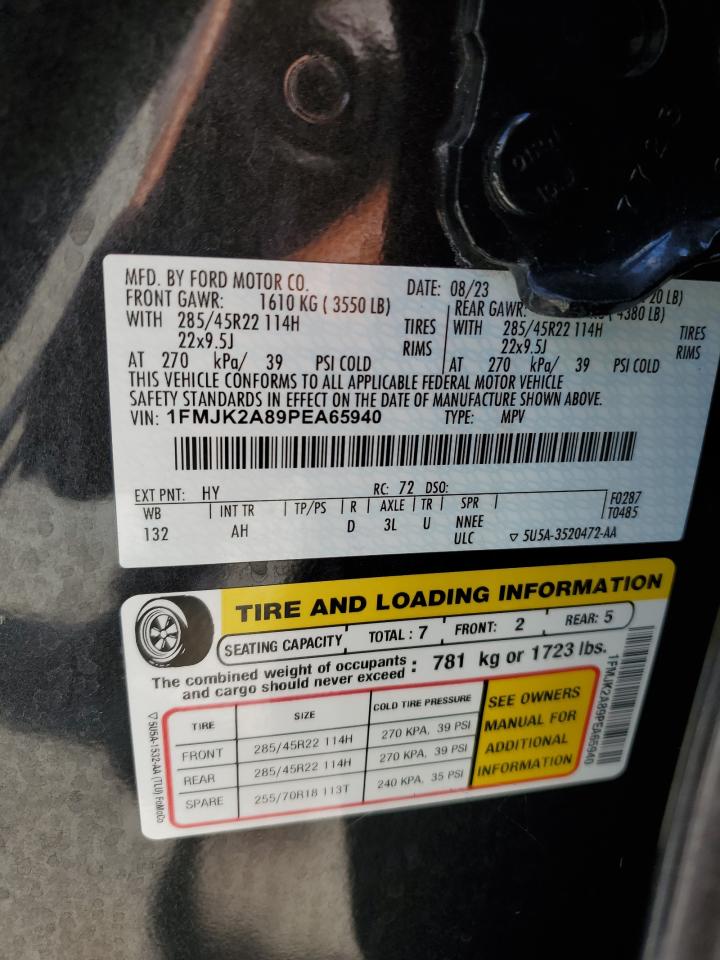 MFD. BY FORD MOTOR CO. DATE: 08/23 20 LB)
FRONT GAWR: 1610 KG ( 3550 LB) REAR GAWR: 4380 LB)
WITH 285/45R22 114H TIRES WITH 285/45R22 114H TIRES
22x9.5J RIMS 22x9.5J RIMS
AT 270 kPa/ 39 PSI COLD AT 270 kPa/ 39 PSI COLD
THIS VEHICLE CONFORMS TO ALL APPLICABLE FEDERAL MOTOR VEHICLE
SAFETY STANDARDS IN EFFECT ON THE DATE OF MANUFACTURE SHOWN ABOVE.
VIN: 1FMJK2A89PEA65940 TYPE: MPV
EXT PNT: HY RC: 72 DSO:
WB INT TR TP/PS R AXLE TR SPR F0287
132 AH D 3L U NNEE T0485
ULC ▽ 5U5A-3520472-AA
TIRE AND LOADING INFORMATION
SEATING CAPACITY TOTAL : 7 FRONT: 2 REAR: 5
The combined weight of occupants : 781 kg or 1723 lbs.
and cargo should never exceed
TIRE SIZE COLD TIRE PRESSURE
FRONT 285/45R22 114H 270 KPA, 39 PSI
REAR 285/45R22 114H 270 KPA, 39 PSI
SPARE 255/70R18 113T 240 KPA, 35 PSI
SEE OWNERS
MANUAL FOR
ADDITIONAL
INFORMATION
1FMJK2A89PEA65940
▽ 5U5A-1532-AA (TLU) FoMoCo